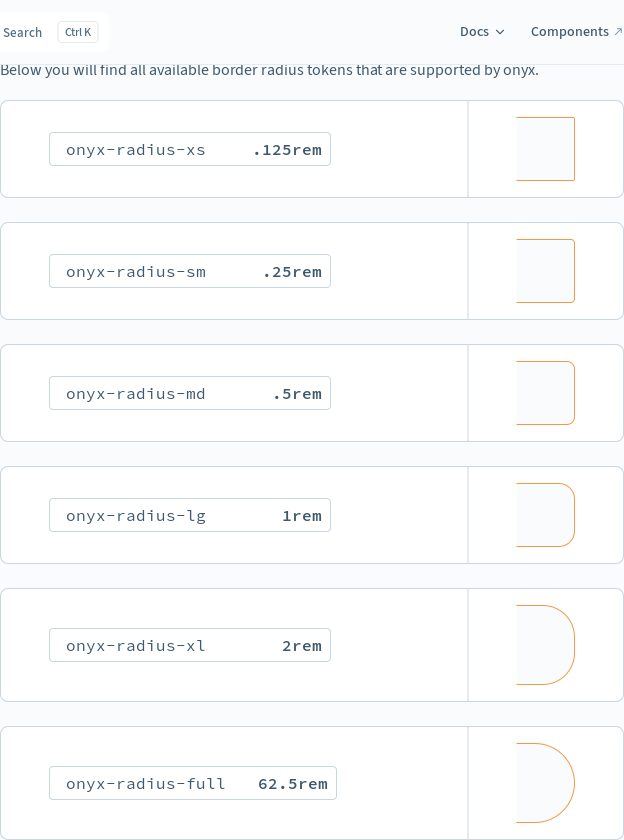 Search Ctrl K Docs Components ↗
Below you will find all available border radius tokens that are supported by onyx.
onyx-radius-xs .125rem
onyx-radius-sm .25rem
onyx-radius-md .5rem
onyx-radius-lg 1rem
onyx-radius-xl 2rem
onyx-radius-full 62.5rem